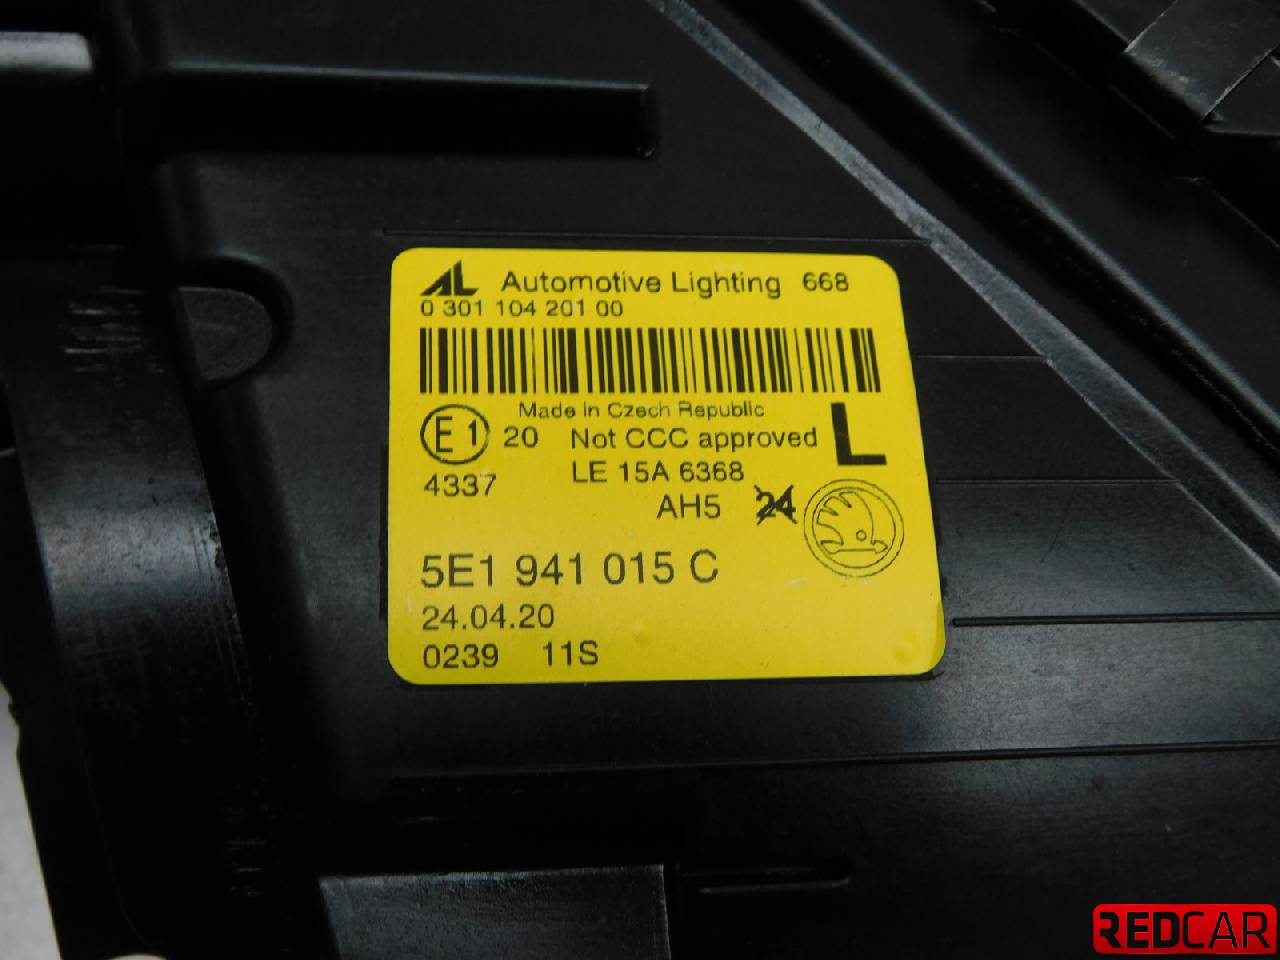 AL Automotive Lighting 668
0 301 104 201 00
Made in Czech Republic
E1 20 Not CCC approved L
4337 LE 15A 6368
AH5 24
5E1 941 015 C
24.04.20
0239 11S
REDCAR